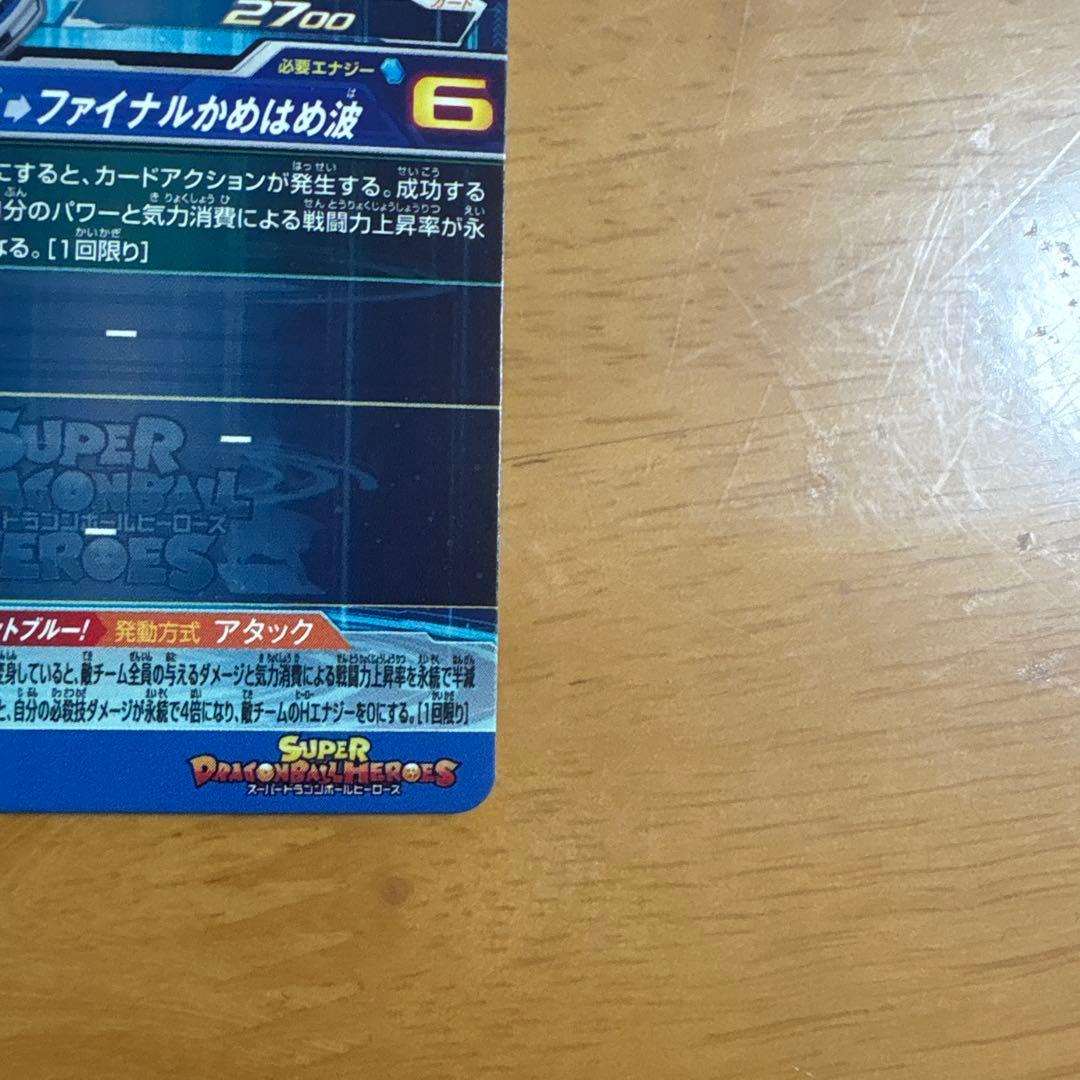 カード
2700
必要エナジー
ファイナルかめはめ波 6
にすると、カードアクションが発生する。成功する
分のパワーと気力消費による戦闘力上昇率が永
なる。[1回限り]
SUPER
DRAGONBALL
スーパードラゴンボールヒーローズ
HEROES
ットブルー! 発動方式 アタック
変身していると、敵チーム全員の与えるダメージと気力消費による戦闘力上昇率を永続で半減
と、自分の必殺技ダメージが永続で4倍になり、敵チームのHエナジーを0にする。[1回限り]
SUPER
DRAGONBALL HEROES
スーパードラゴンボールヒーローズ